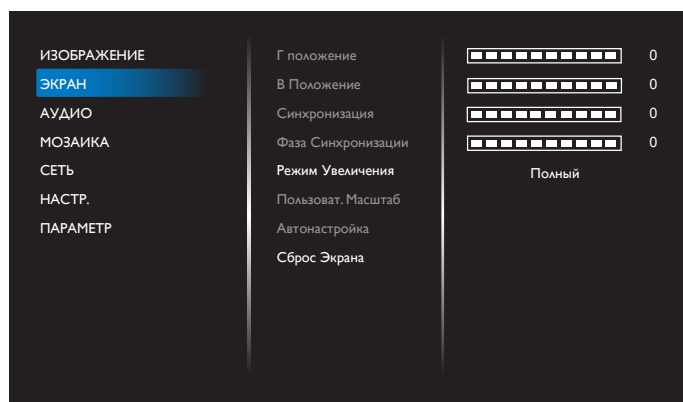 ИЗОБРАЖЕНИЕ
ЭКРАН
АУДИО
МОЗАИКА
СЕТЬ
НАСТР.
ПАРАМЕТР
Г положение 0
В Положение 0
Синхронизация 0
Фаза Синхронизации 0
Режим Увеличения Полный
Пользоват. Масштаб
Автонастройка
Сброс Экрана